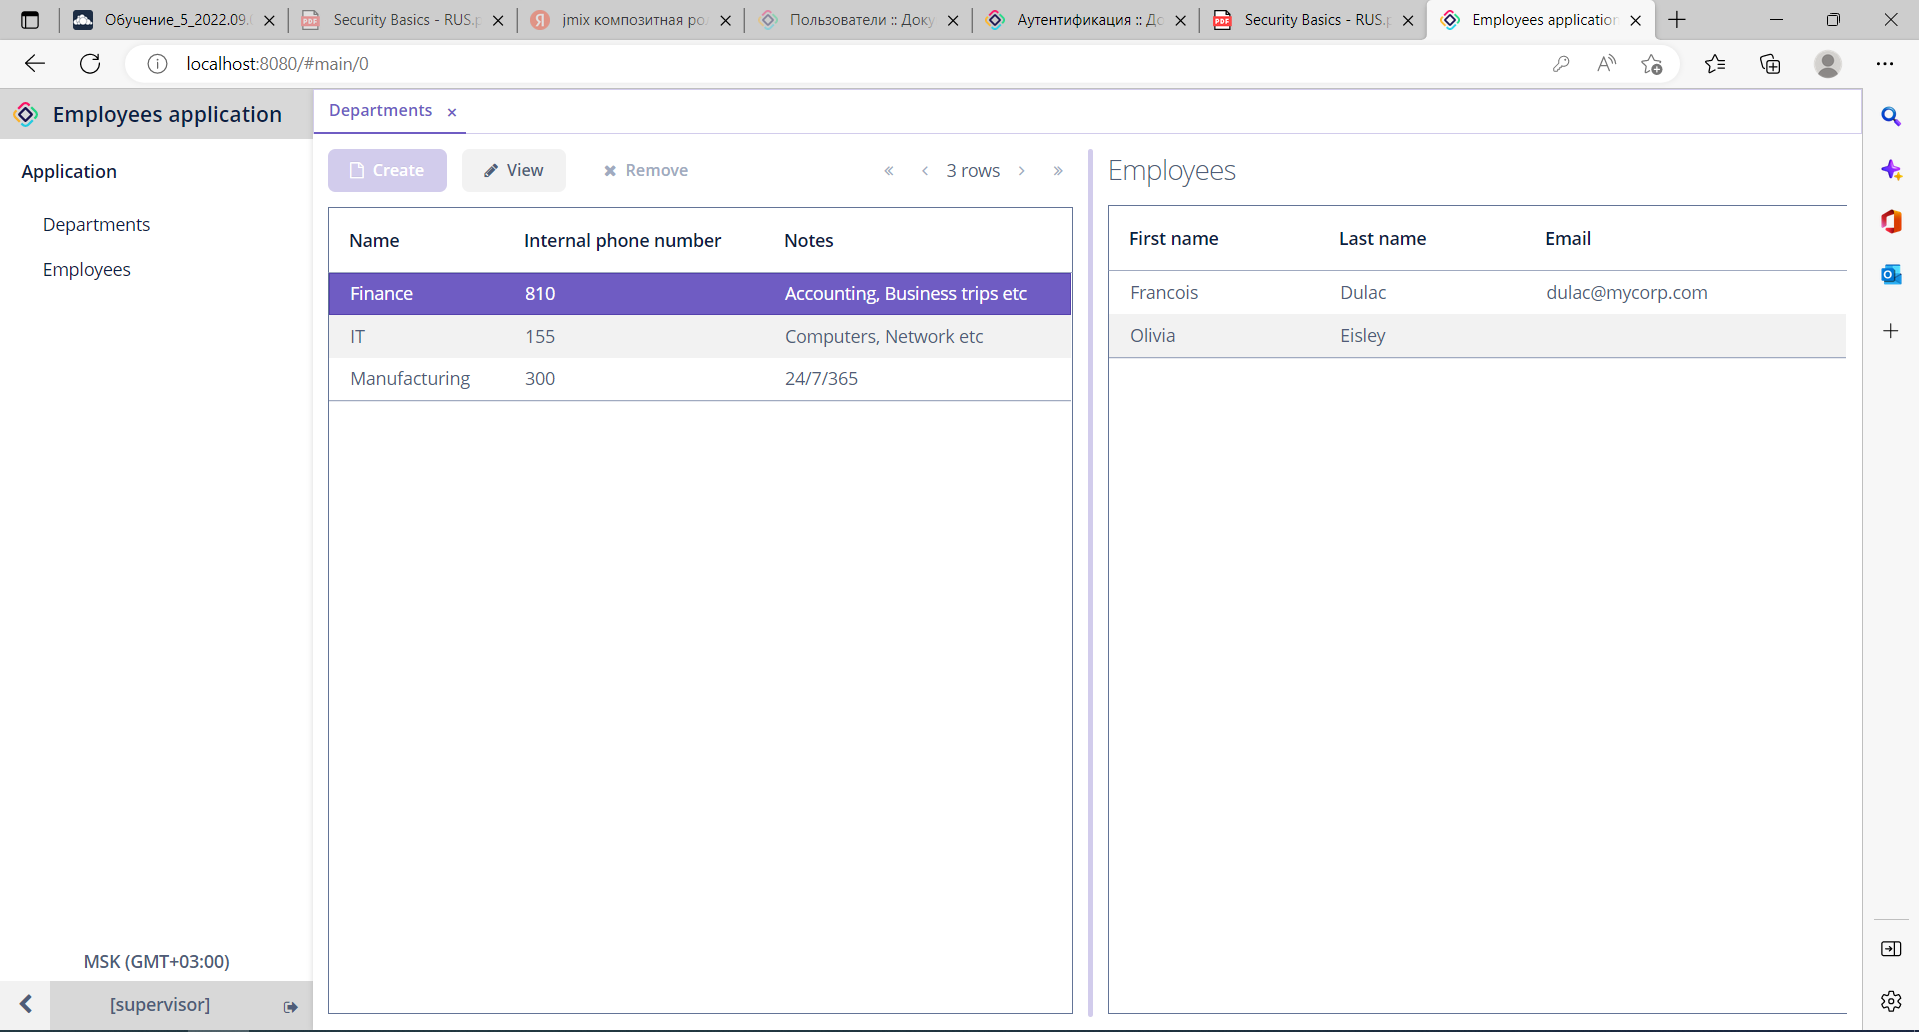 Обучение_5_2022.09.
Security Basics - RUS.p
jmix композитная ро
Пользователи :: Доку
Аутентификация :: До
Security Basics - RUS.p
Employees application
localhost:8080/#main/0
Employees application
Departments
Application
Departments
Employees
Create
View
Remove
3 rows
Name Internal phone number Notes
Finance 810 Accounting, Business trips etc
IT 155 Computers, Network etc
Manufacturing 300 24/7/365
Employees
First name Last name Email
Francois Dulac dulac@mycorp.com
Olivia Eisley
MSK (GMT+03:00)
[supervisor]